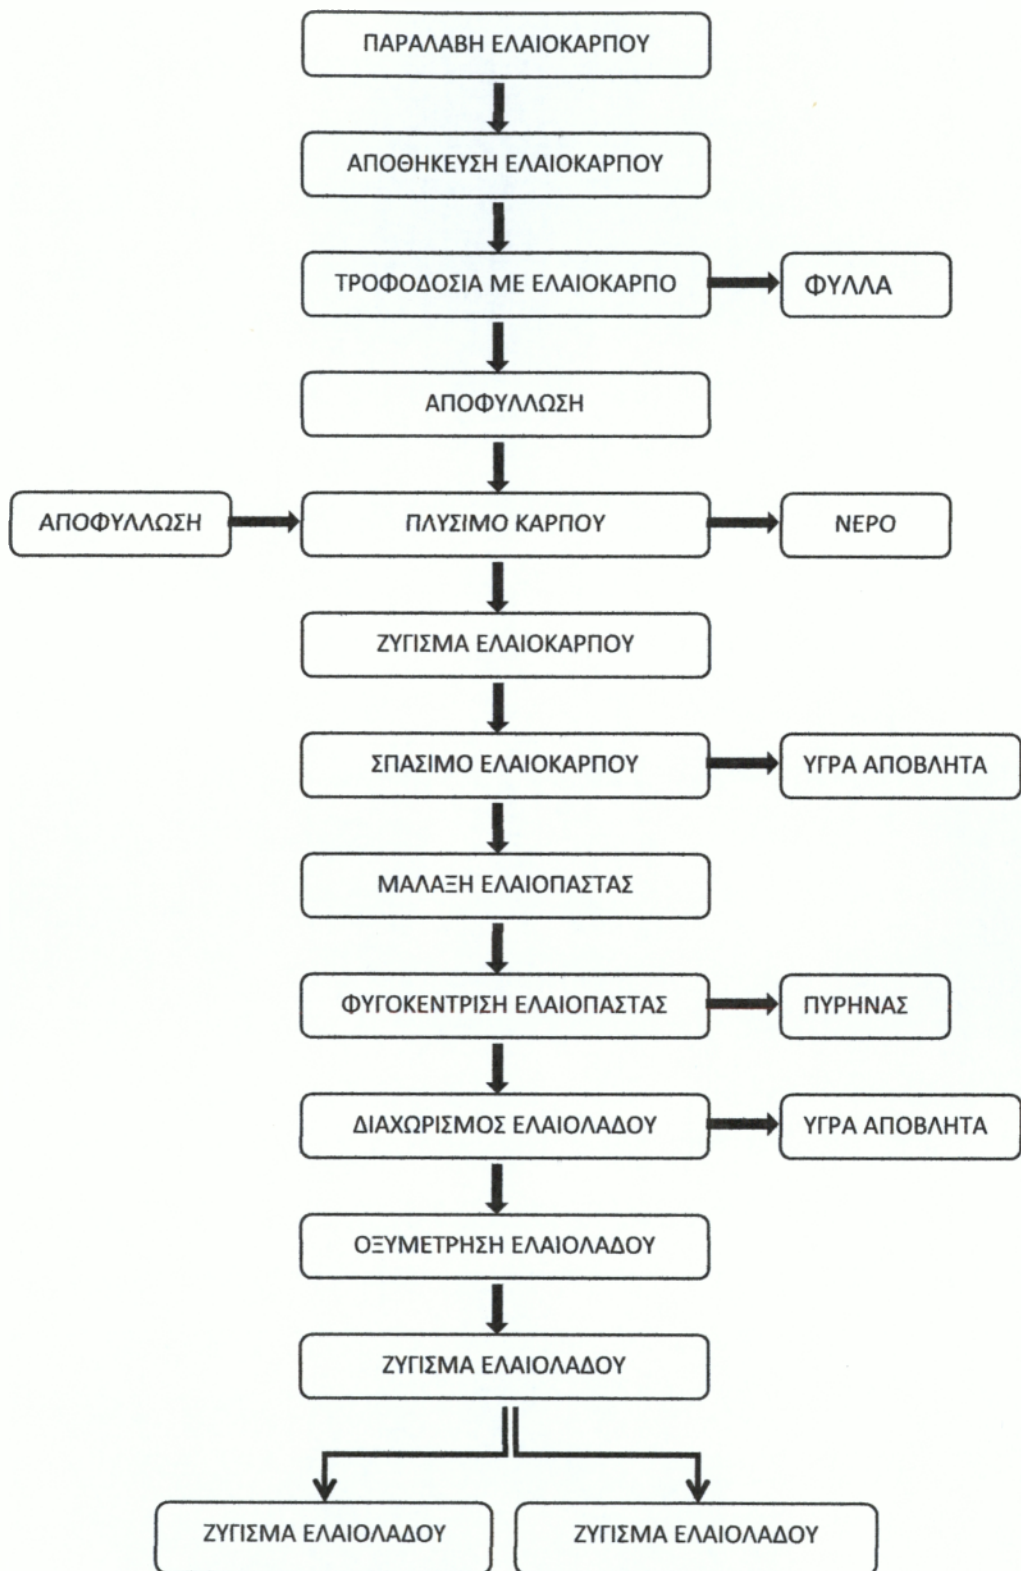 ΠΑΡΑΛΑΒΗ ΕΛΑΙΟΚΑΡΠΟΥ
ΑΠΟΘΗΚΕΥΣΗ ΕΛΑΙΟΚΑΡΠΟΥ
ΤΡΟΦΟΔΟΣΙΑ ΜΕ ΕΛΑΙΟΚΑΡΠΟ
ΦΥΛΛΑ
ΑΠΟΦΥΛΛΩΣΗ
ΑΠΟΦΥΛΛΩΣΗ
ΠΛΥΣΙΜΟ ΚΑΡΠΟΥ
ΝΕΡΟ
ΖΥΓΙΣΜΑ ΕΛΑΙΟΚΑΡΠΟΥ
ΣΠΑΣΙΜΟ ΕΛΑΙΟΚΑΡΠΟΥ
ΥΓΡΑ ΑΠΟΒΛΗΤΑ
ΜΑΛΑΞΗ ΕΛΑΙΟΠΑΣΤΑΣ
ΦΥΓΟΚΕΝΤΡΙΣΗ ΕΛΑΙΟΠΑΣΤΑΣ
ΠΥΡΗΝΑΣ
ΔΙΑΧΩΡΙΣΜΟΣ ΕΛΑΙΟΛΑΔΟΥ
ΥΓΡΑ ΑΠΟΒΛΗΤΑ
ΟΞΥΜΕΤΡΗΣΗ ΕΛΑΙΟΛΑΔΟΥ
ΖΥΓΙΣΜΑ ΕΛΑΙΟΛΑΔΟΥ
ΖΥΓΙΣΜΑ ΕΛΑΙΟΛΑΔΟΥ
ΖΥΓΙΣΜΑ ΕΛΑΙΟΛΑΔΟΥ